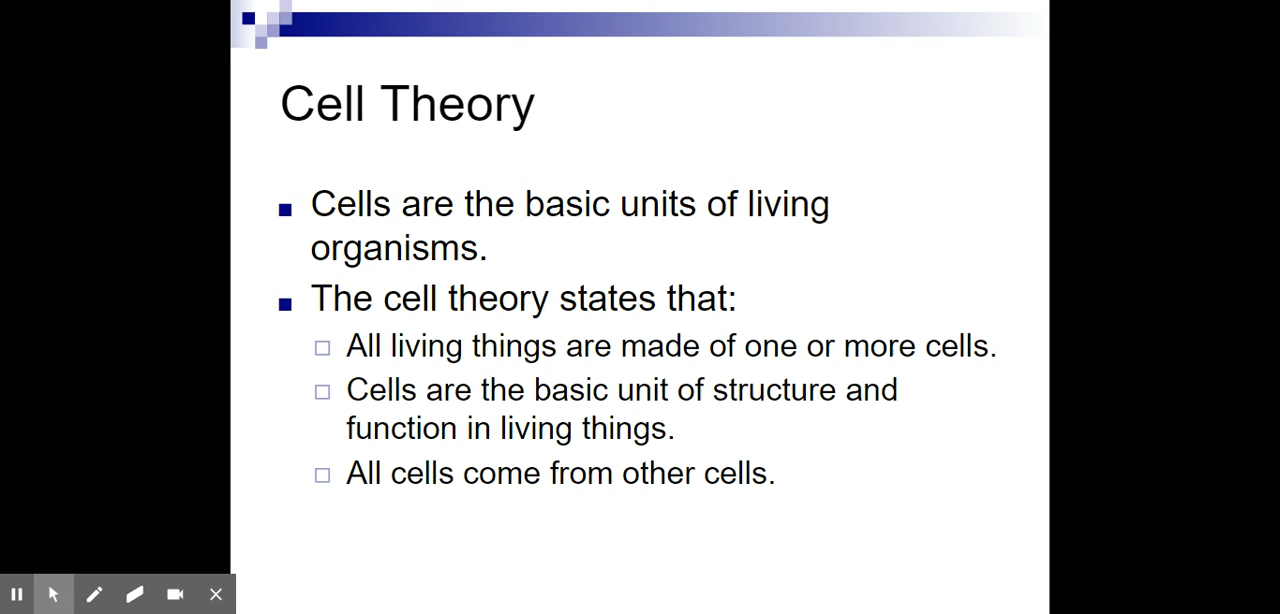 Cell Theory
Cells are the basic units of living
organisms.
The cell theory states that:
All living things are made of one or more cells.
Cells are the basic unit of structure and
function in living things.
All cells come from other cells.